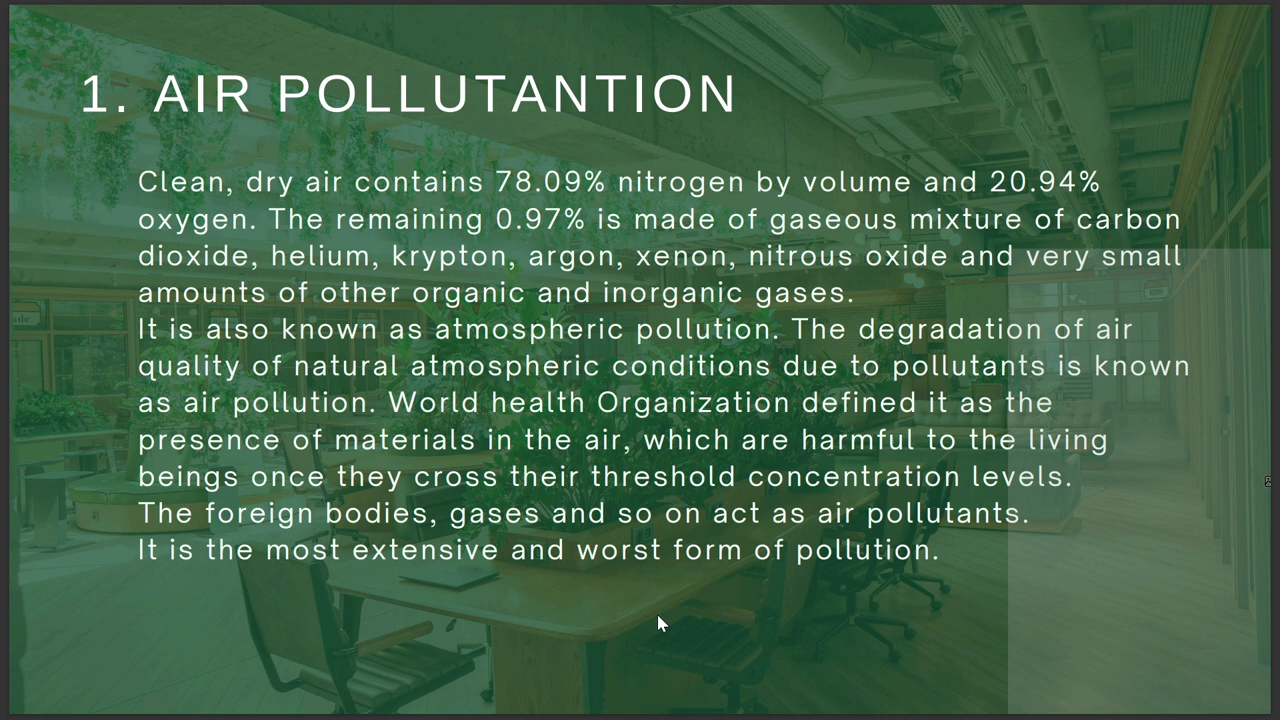 1. AIR POLLUTANTION
Clean, dry air contains 78.09% nitrogen by volume and 20.94%
oxygen. The remaining 0.97% is made of gaseous mixture of carbon
dioxide, helium, krypton, argon, xenon, nitrous oxide and very small
amounts of other organic and inorganic gases.
It is also known as atmospheric pollution. The degradation of air
quality of natural atmospheric conditions due to pollutants is known
as air pollution. World health Organization defined it as the
presence of materials in the air, which are harmful to the living
beings once they cross their threshold concentration levels.
The foreign bodies, gases and so on act as air pollutants.
It is the most extensive and worst form of pollution.